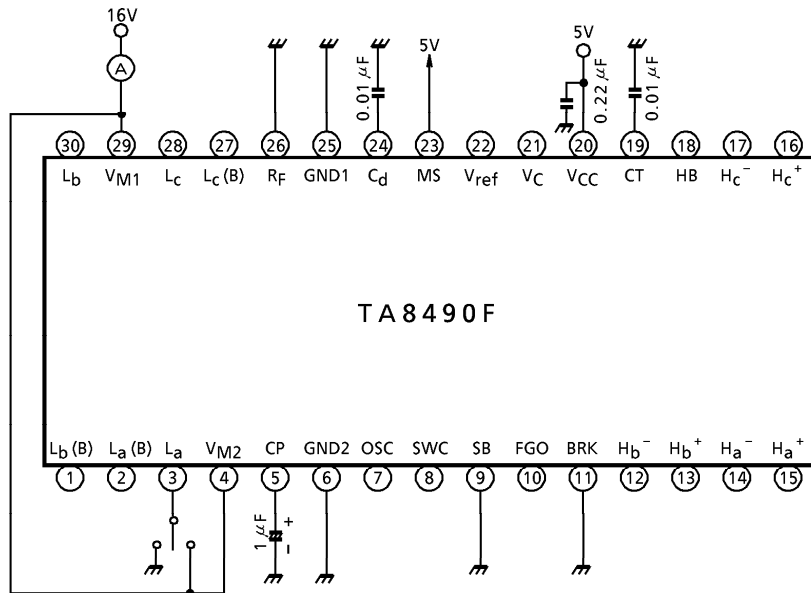 16V
A
5V
5V
0.01 μF
0.22 μF
0.01 μF
30 29 28 27 26 25 24 23 22 21 20 19 18 17 16
Lb VM1 Lc Lc (B) RF GND1 Cd MS Vref VC VCC CT HB Hc− Hc+
TA8490F
Lb (B) La (B) La VM2 CP GND2 OSC SWC SB FGO BRK Hb− Hb+ Ha− Ha+
1 2 3 4 5 6 7 8 9 10 11 12 13 14 15
1 μF
+
−